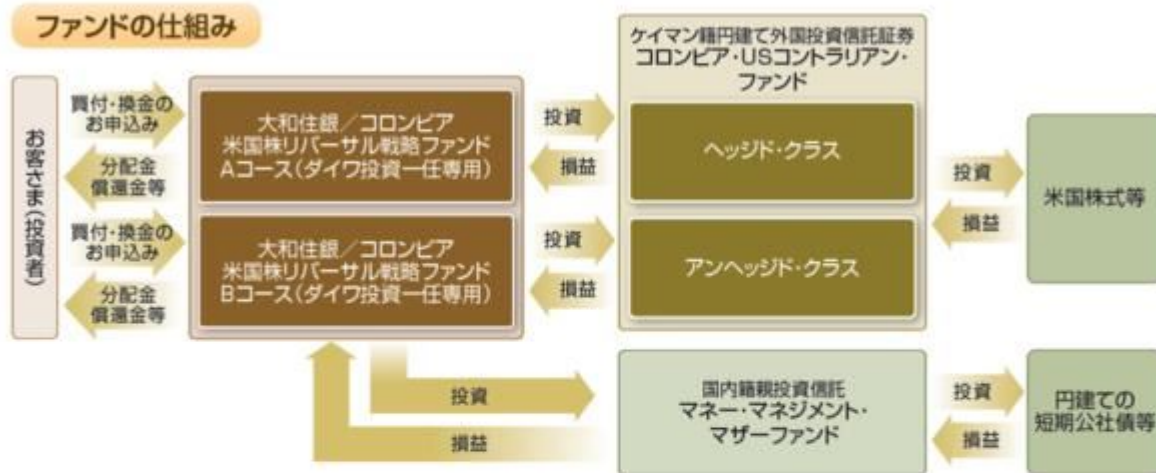 ファンドの仕組み
お客さま(投資者)
買付・換金の
お申込み
分配金
償還金等
買付・換金の
お申込み
分配金
償還金等
大和住銀/コロンビア
米国株リバーサル戦略ファンド
Aコース(ダイワ投資一任専用)
大和住銀/コロンビア
米国株リバーサル戦略ファンド
Bコース(ダイワ投資一任専用)
投資
損益
投資
損益
ケイマン籍円建て外国投資信託証券
コロンビア・USコントラリアン・
ファンド
ヘッジド・クラス
アンヘッジド・クラス
投資
損益
米国株式等
投資
損益
国内籍親投資信託
マネー・マネジメント・
マザーファンド
投資
損益
円建ての
短期公社債等